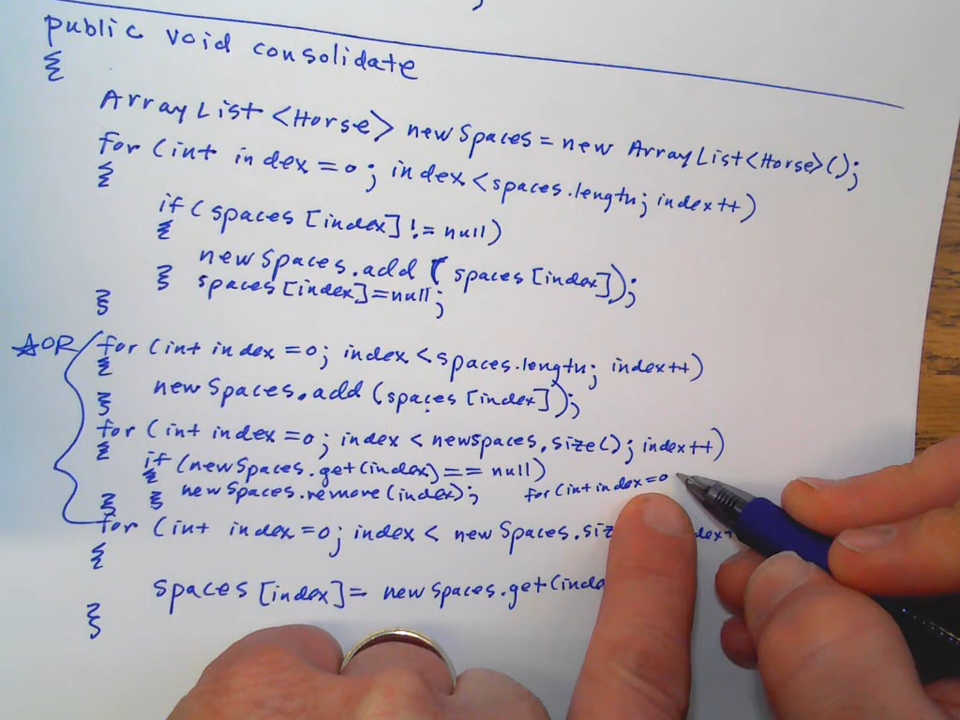 public void consolidate
{
ArrayList <Horse> newSpaces = new ArrayList<Horse>();
for (int index = 0; index < spaces.length; index++)
{
if (spaces [index] != null)
{
newSpaces.add (spaces [index]);
} spaces [index] = null;
}
OR for (int index = 0; index < spaces.length; index++)
{
newSpaces.add (spaces [index]);
}
for (int index = 0; index < newspaces.size(); index++)
{
if (newSpaces.get(index) == null)
{
} } newSpaces.remove (index); for (int index = 0
for (int index = 0; index < new Spaces.
{
spaces [index] = newSpaces.get(
}